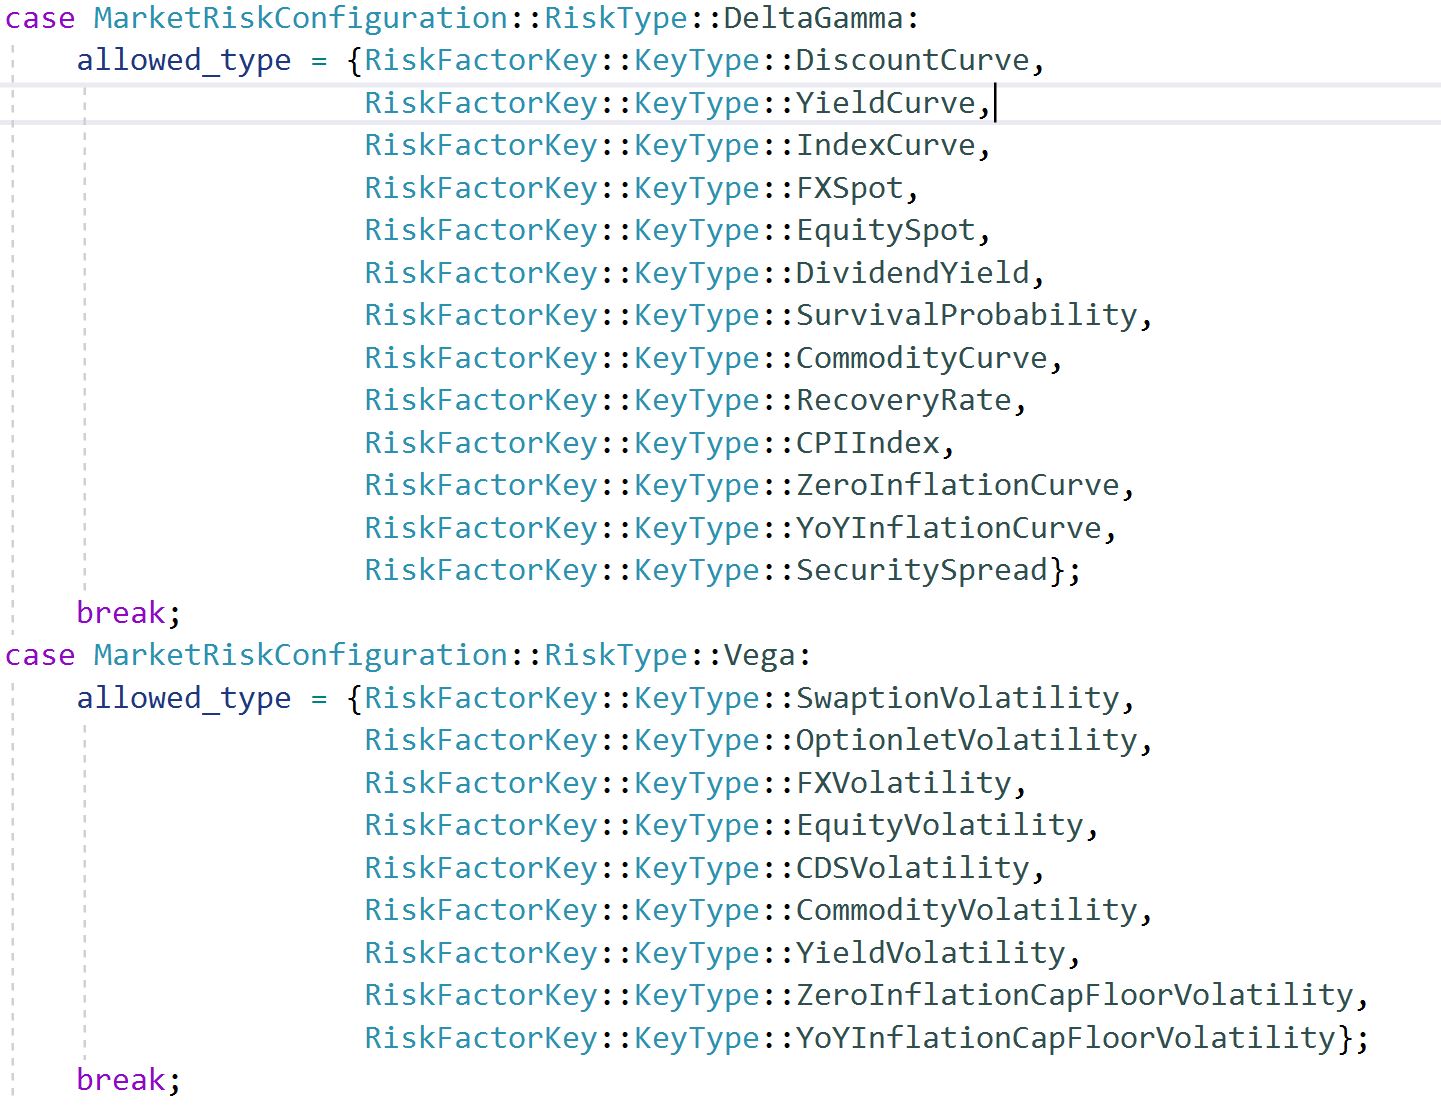 case MarketRiskConfiguration::RiskType::DeltaGamma:
allowed_type = {RiskFactorKey::KeyType::DiscountCurve,
RiskFactorKey::KeyType::YieldCurve,
RiskFactorKey::KeyType::IndexCurve,
RiskFactorKey::KeyType::FXSpot,
RiskFactorKey::KeyType::EquitySpot,
RiskFactorKey::KeyType::DividendYield,
RiskFactorKey::KeyType::SurvivalProbability,
RiskFactorKey::KeyType::CommodityCurve,
RiskFactorKey::KeyType::RecoveryRate,
RiskFactorKey::KeyType::CPIIndex,
RiskFactorKey::KeyType::ZeroInflationCurve,
RiskFactorKey::KeyType::YoYInflationCurve,
RiskFactorKey::KeyType::SecuritySpread};
break;
case MarketRiskConfiguration::RiskType::Vega:
allowed_type = {RiskFactorKey::KeyType::SwaptionVolatility,
RiskFactorKey::KeyType::OptionletVolatility,
RiskFactorKey::KeyType::FXVolatility,
RiskFactorKey::KeyType::EquityVolatility,
RiskFactorKey::KeyType::CDSVolatility,
RiskFactorKey::KeyType::CommodityVolatility,
RiskFactorKey::KeyType::YieldVolatility,
RiskFactorKey::KeyType::ZeroInflationCapFloorVolatility,
RiskFactorKey::KeyType::YoYInflationCapFloorVolatility};
break;